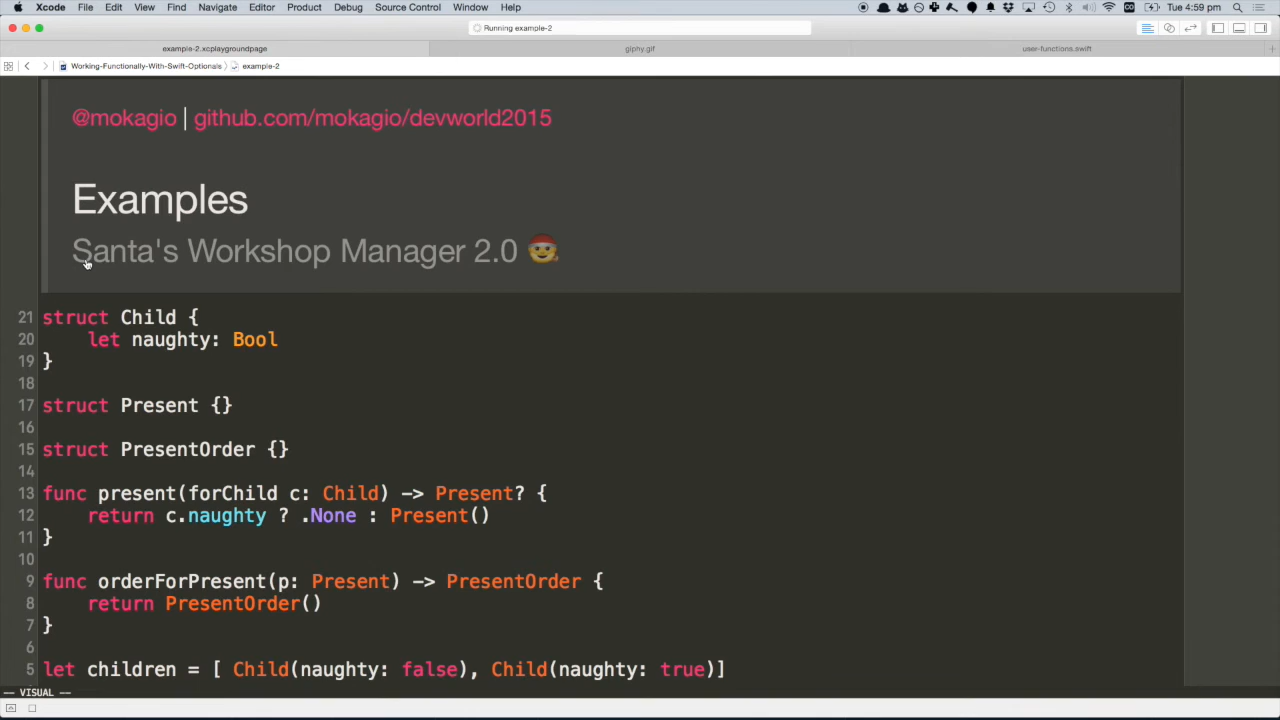 Xcode File Edit View Find Navigate Editor Product Debug Source Control Window Help Tue 4:59 pm
Running example-2
example-2.xcplaygroundpage giphy.gif user-functions.swift
Working-Functionally-With-Swift-Optionals example-2
@mokagio | github.com/mokagio/devworld2015
Examples
Santa's Workshop Manager 2.0 🎅
21 struct Child {
20 let naughty: Bool
19 }
18
17 struct Present {}
16
15 struct PresentOrder {}
14
13 func present(forChild c: Child) -> Present? {
12 return c.naughty ? .None : Present()
11 }
10
9 func orderForPresent(p: Present) -> PresentOrder {
8 return PresentOrder()
7 }
6
5 let children = [ Child(naughty: false), Child(naughty: true)]
-- VISUAL --